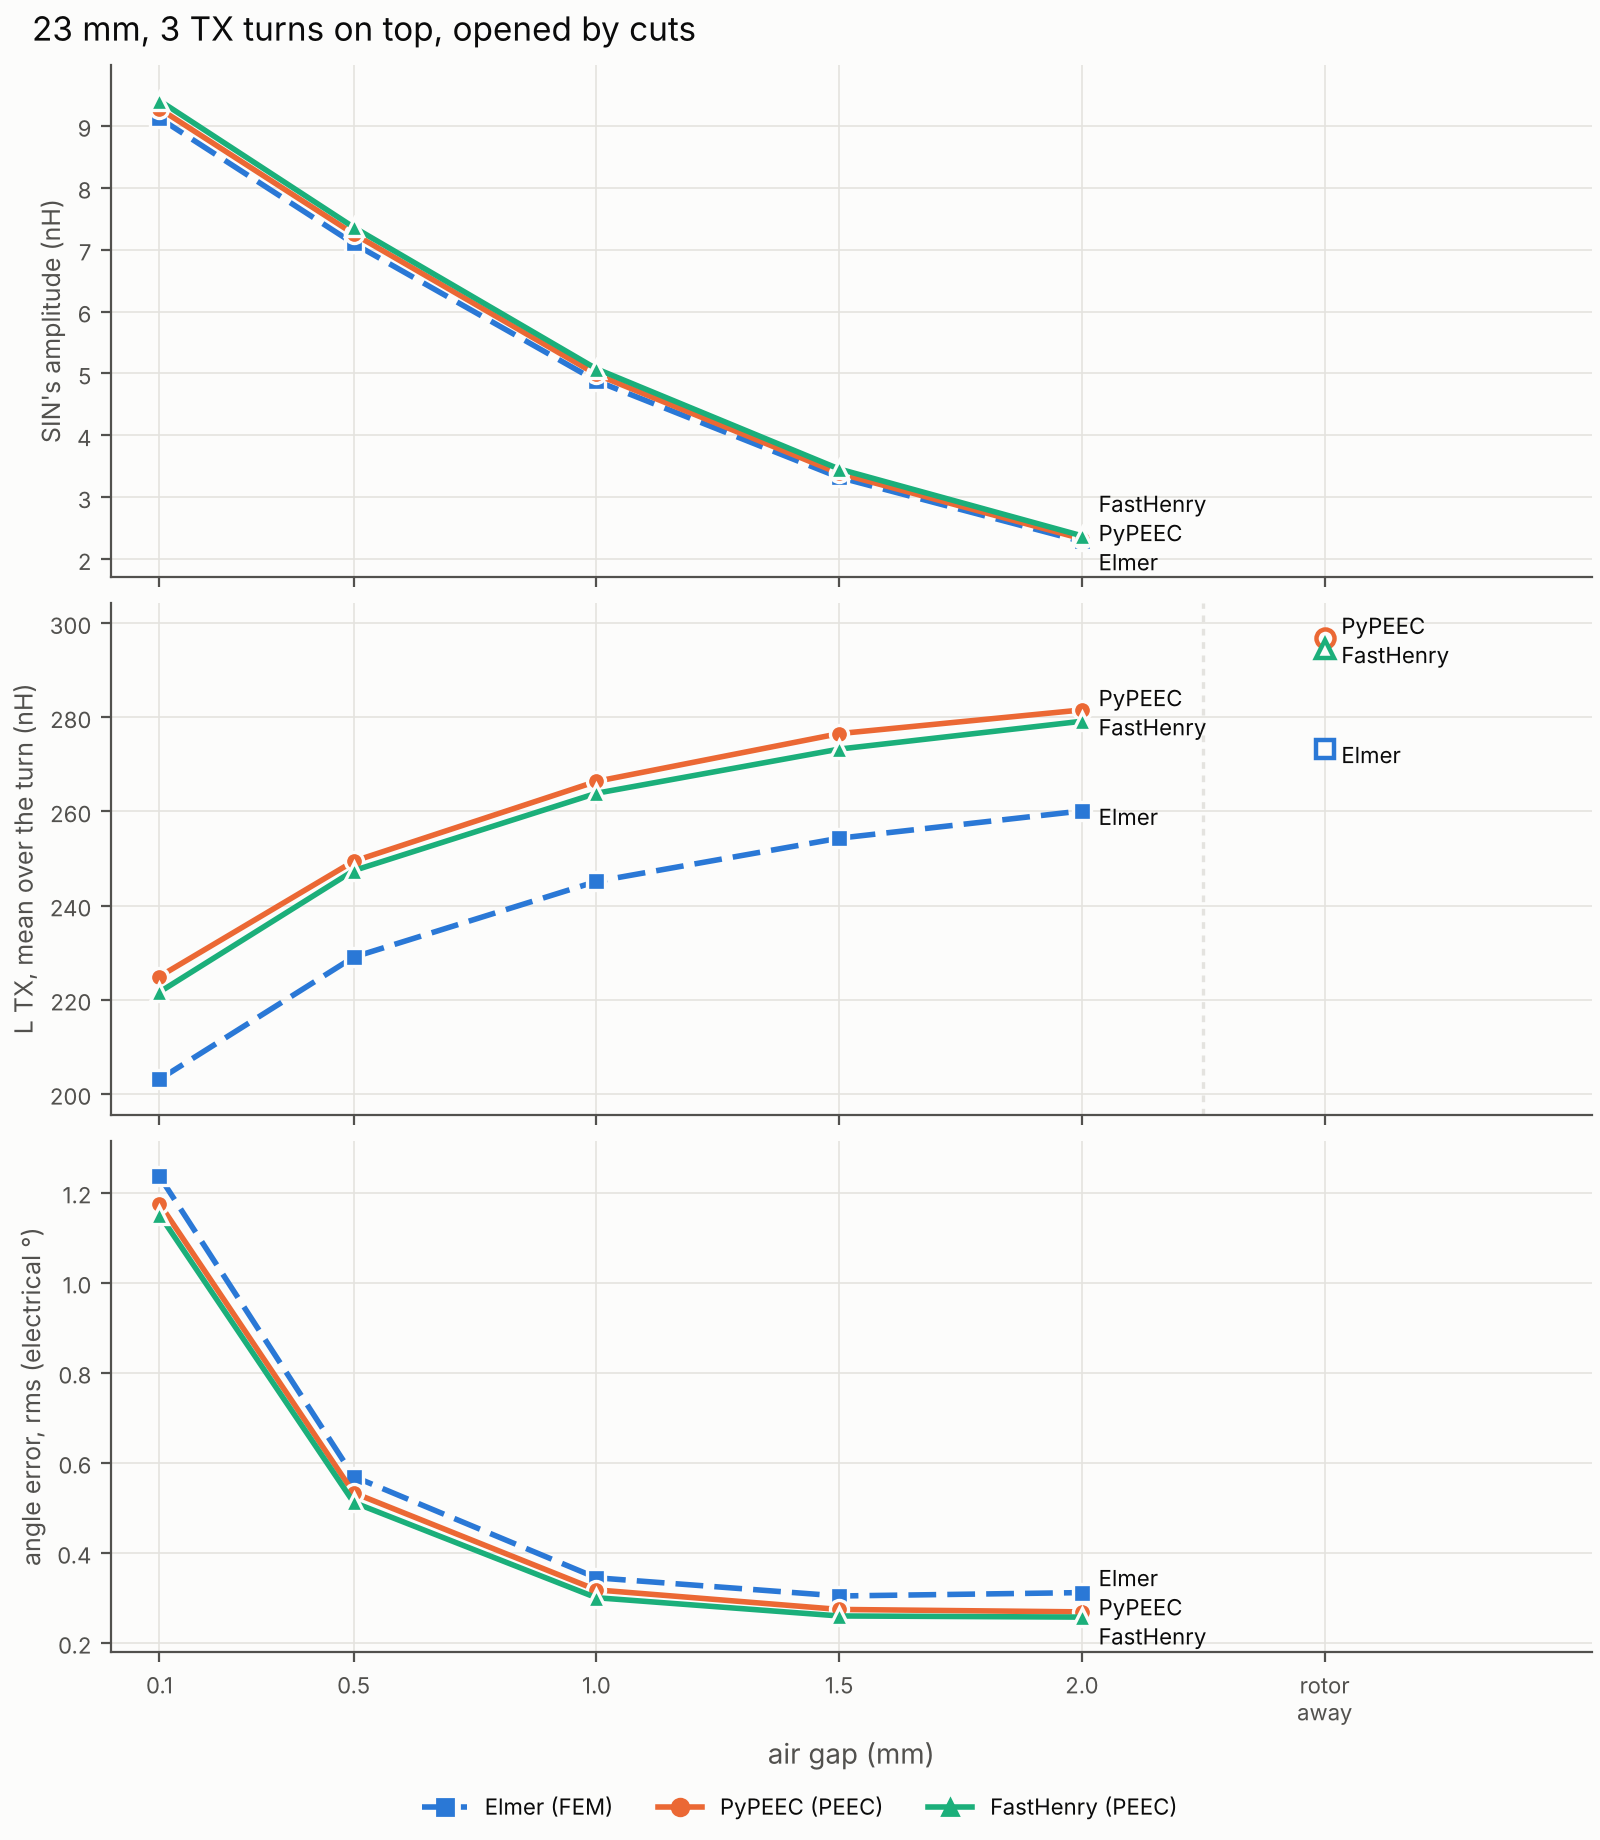 23 mm, 3 TX turns on top, opened by cuts
SIN's amplitude (nH)
9
8
7
6
5
4
3
2
FastHenry
PyPEEC
Elmer
L TX, mean over the turn (nH)
300
280
260
240
220
200
PyPEEC
FastHenry
Elmer
PyPEEC
FastHenry
Elmer
angle error, rms (electrical °)
1.2
1.0
0.8
0.6
0.4
0.2
Elmer
PyPEEC
FastHenry
0.1 0.5 1.0 1.5 2.0 rotor
away
air gap (mm)
Elmer (FEM) PyPEEC (PEEC) FastHenry (PEEC)